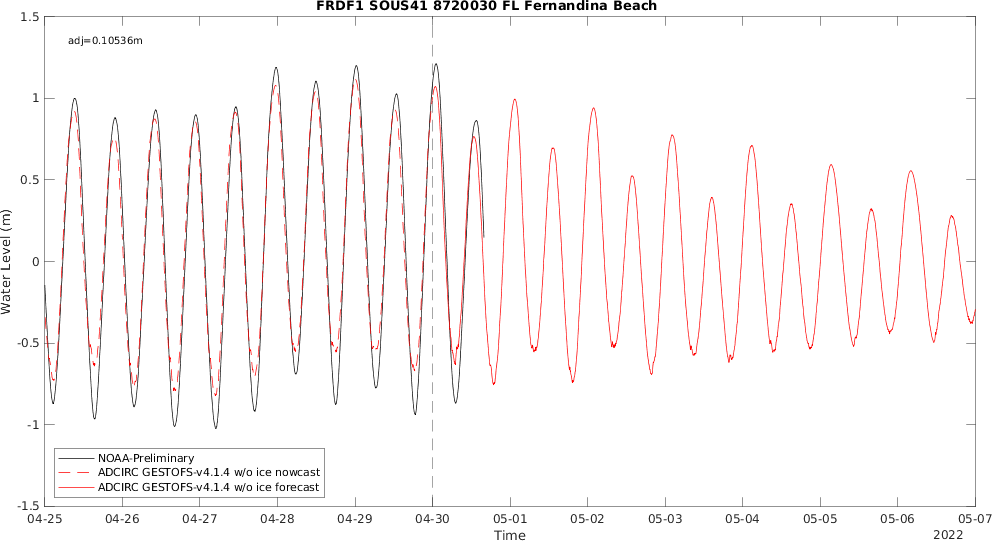 FRDF1 SOUS41 8720030 FL Fernandina Beach
1.5
adj=0.10536m
1
0.5
0
-0.5
-1
-1.5
Water Level (m)
NOAA-Preliminary
ADCIRC GESTOFS-v4.1.4 w/o ice nowcast
ADCIRC GESTOFS-v4.1.4 w/o ice forecast
04-25 04-26 04-27 04-28 04-29 04-30 05-01 05-02 05-03 05-04 05-05 05-06 05-07
Time
2022